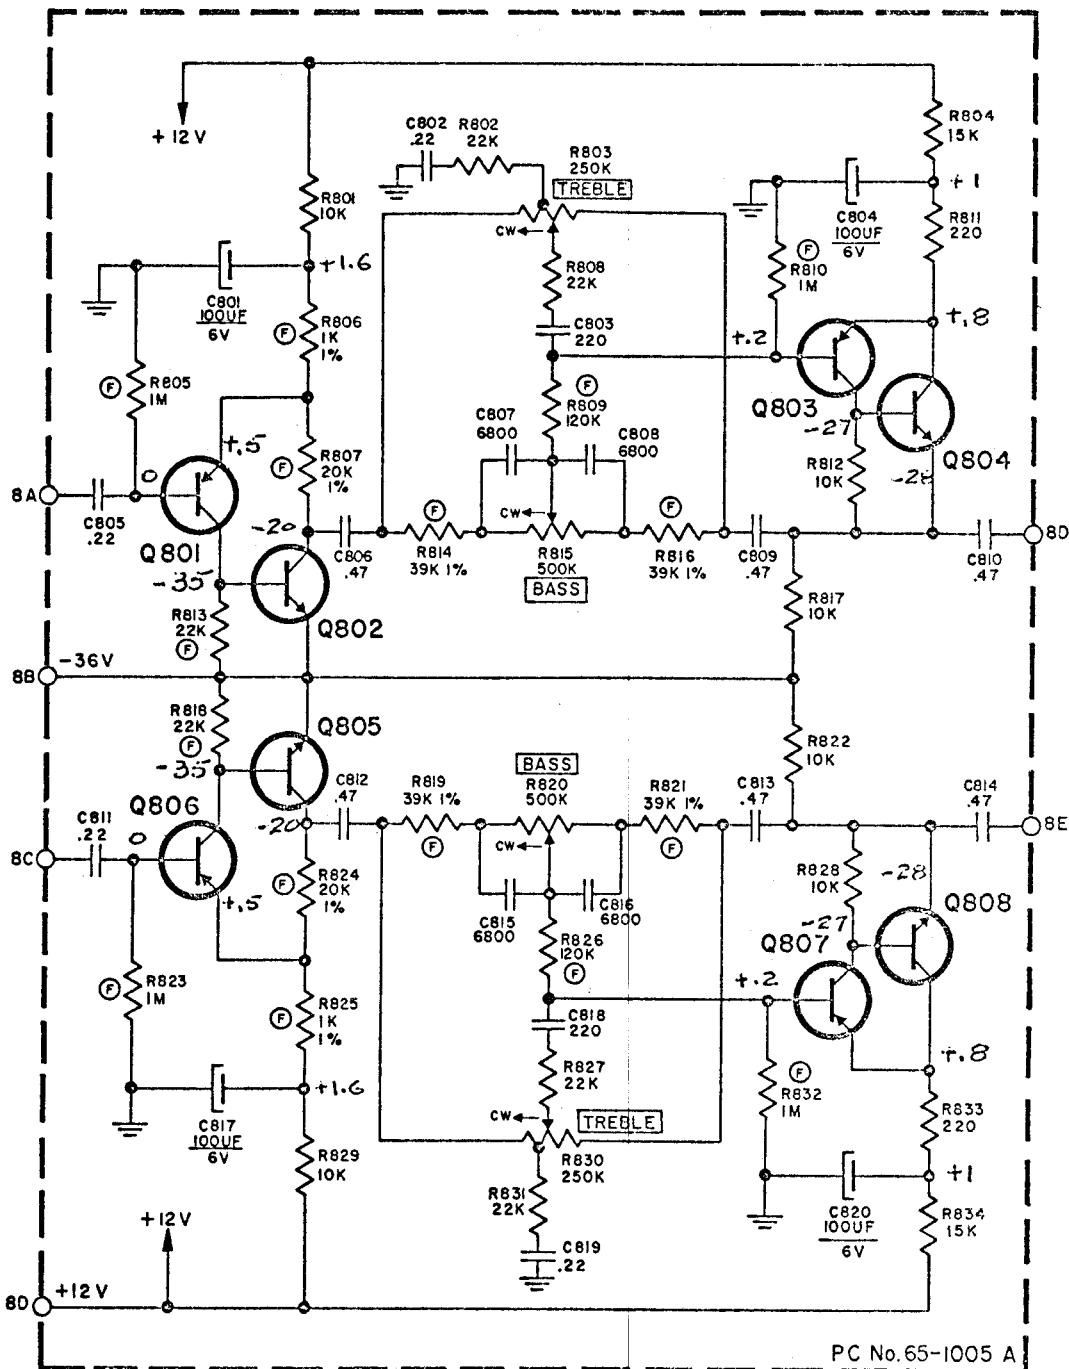 +12V
R801
10K
+1.6
C801
100UF
6V
F
R806
1K
1%
F
R805
1M
+.5
F
R807
20K
1%
0
8A
C805
.22
Q801
-20
-35
Q802
R813
22K
F
C802
.22
R802
22K
R803
250K
TREBLE
CW
R808
22K
C803
220
F
R809
120K
C807
6800
C808
6800
CW
C806
.47
F
R814
39K 1%
R815
500K
BASS
F
R816
39K 1%
C809
.47
R804
15K
+1
C804
100UF
6V
R811
220
F
R810
1M
+.2
+.8
Q803
-27
Q804
R812
10K
-28
8D
C810
.47
R817
10K
8B
-36V
R818
22K
F
Q805
-35
Q806
C811
.22
0
8C
-20
+.5
F
R824
20K
1%
F
R823
1M
F
R825
1K
1%
+1.6
C817
100UF
6V
R829
10K
C812
.47
R819
39K 1%
F
BASS
R820
500K
CW
R821
39K 1%
F
C813
.47
C815
6800
C816
6800
R826
120K
F
C818
220
R827
22K
CW
TREBLE
R830
250K
R831
22K
C819
.22
R822
10K
C814
.47
8E
R828
10K
-28
-27
Q808
Q807
+.2
+.8
F
R832
1M
R833
220
+1
C820
100UF
6V
R834
15K
+12V
8D
+12V
PC No. 65-1005 A